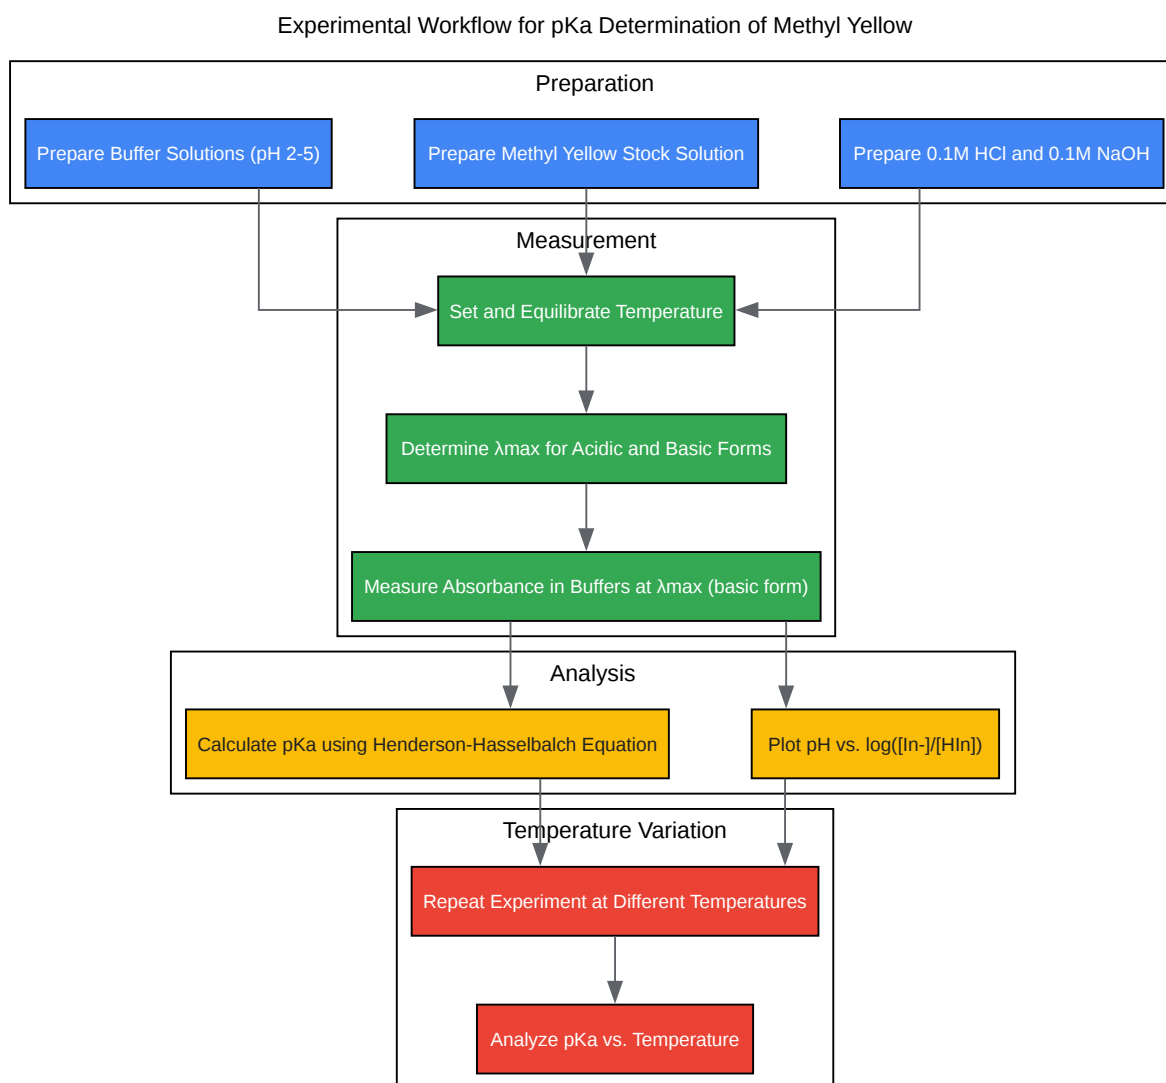 Experimental Workflow for pKa Determination of Methyl Yellow
Preparation
Prepare Buffer Solutions (pH 2-5)
Prepare Methyl Yellow Stock Solution
Prepare 0.1M HCl and 0.1M NaOH
Measurement
Set and Equilibrate Temperature
Determine λmax for Acidic and Basic Forms
Measure Absorbance in Buffers at λmax (basic form)
Analysis
Calculate pKa using Henderson-Hasselbalch Equation
Plot pH vs. log([In-]/[HIn])
Temperature Variation
Repeat Experiment at Different Temperatures
Analyze pKa vs. Temperature